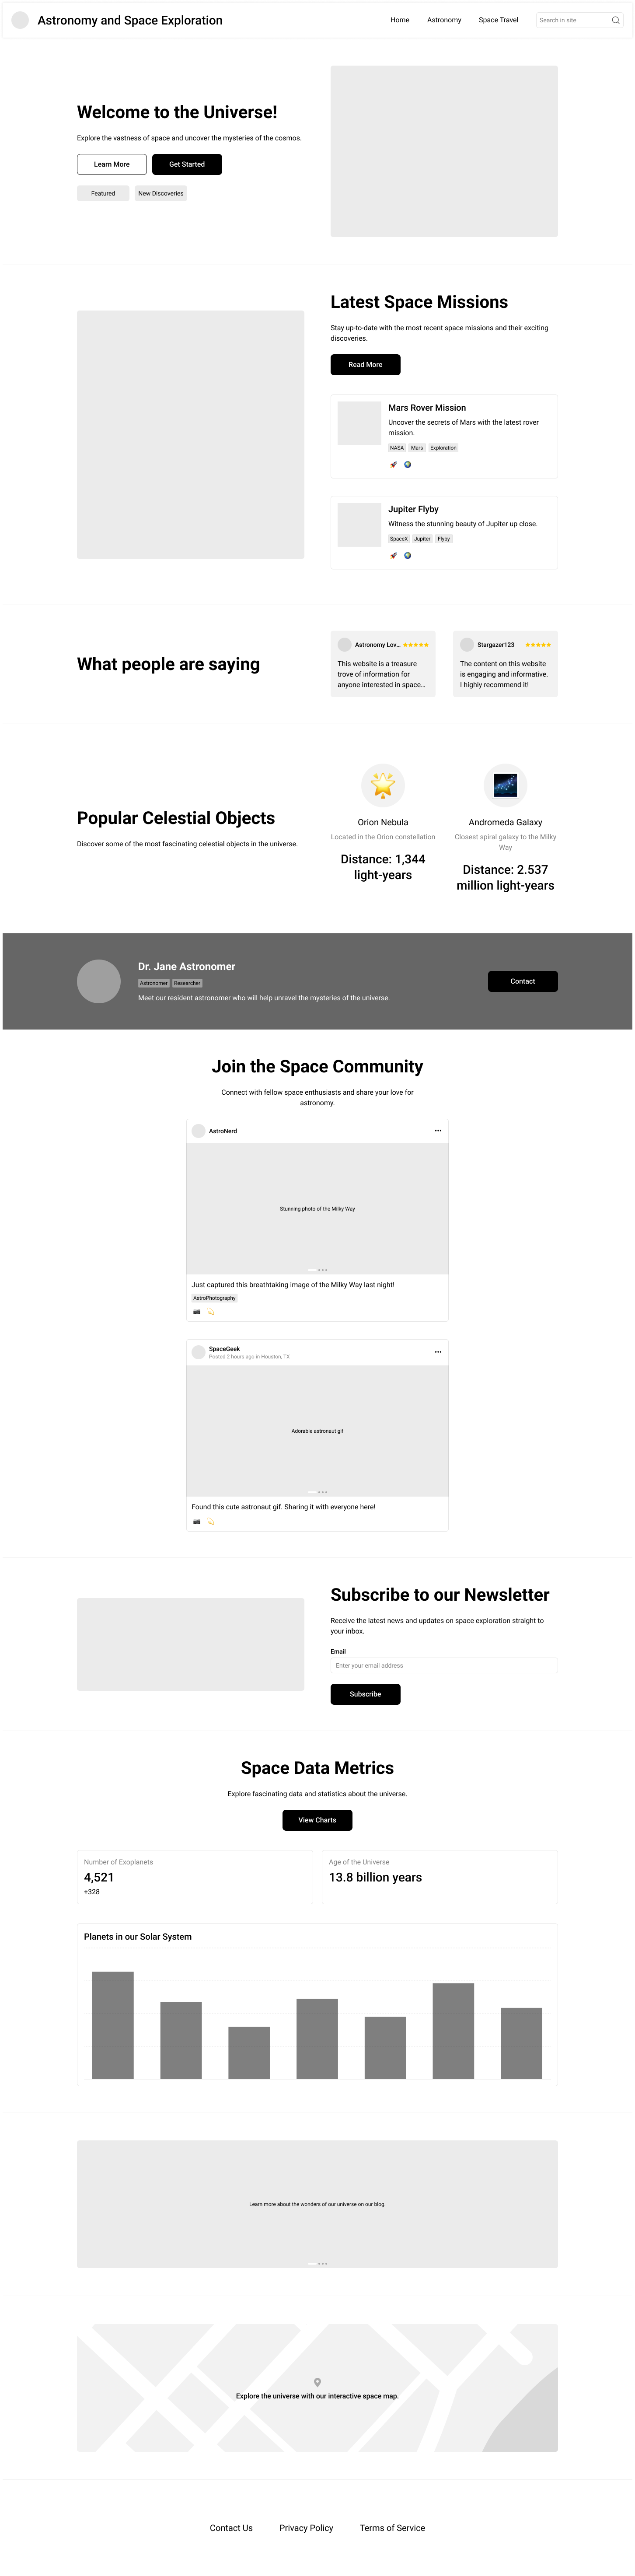 Astronomy and Space Exploration
Home
Astronomy
Space Travel
Search in site
Welcome to the Universe!
Explore the vastness of space and uncover the mysteries of the cosmos.
Learn More
Get Started
Featured
New Discoveries
Latest Space Missions
Stay up-to-date with the most recent space missions and their exciting
discoveries.
Read More
Mars Rover Mission
Uncover the secrets of Mars with the latest rover
mission.
NASA
Mars
Exploration
Jupiter Flyby
Witness the stunning beauty of Jupiter up close.
SpaceX
Jupiter
Flyby
What people are saying
Astronomy Lov...
This website is a treasure
trove of information for
anyone interested in space...
Stargazer123
The content on this website
is engaging and informative.
I highly recommend it!
Popular Celestial Objects
Discover some of the most fascinating celestial objects in the universe.
Orion Nebula
Located in the Orion constellation
Distance: 1,344
light-years
Andromeda Galaxy
Closest spiral galaxy to the Milky
Way
Distance: 2.537
million light-years
Dr. Jane Astronomer
Astronomer
Researcher
Meet our resident astronomer who will help unravel the mysteries of the universe.
Contact
Join the Space Community
Connect with fellow space enthusiasts and share your love for
astronomy.
AstroNerd
Stunning photo of the Milky Way
Just captured this breathtaking image of the Milky Way last night!
AstroPhotography
SpaceGeek
Posted 2 hours ago in Houston, TX
Adorable astronaut gif
Found this cute astronaut gif. Sharing it with everyone here!
Subscribe to our Newsletter
Receive the latest news and updates on space exploration straight to
your inbox.
Email
Enter your email address
Subscribe
Space Data Metrics
Explore fascinating data and statistics about the universe.
View Charts
Number of Exoplanets
4,521
+328
Age of the Universe
13.8 billion years
Planets in our Solar System
Learn more about the wonders of our universe on our blog.
Explore the universe with our interactive space map.
Contact Us
Privacy Policy
Terms of Service